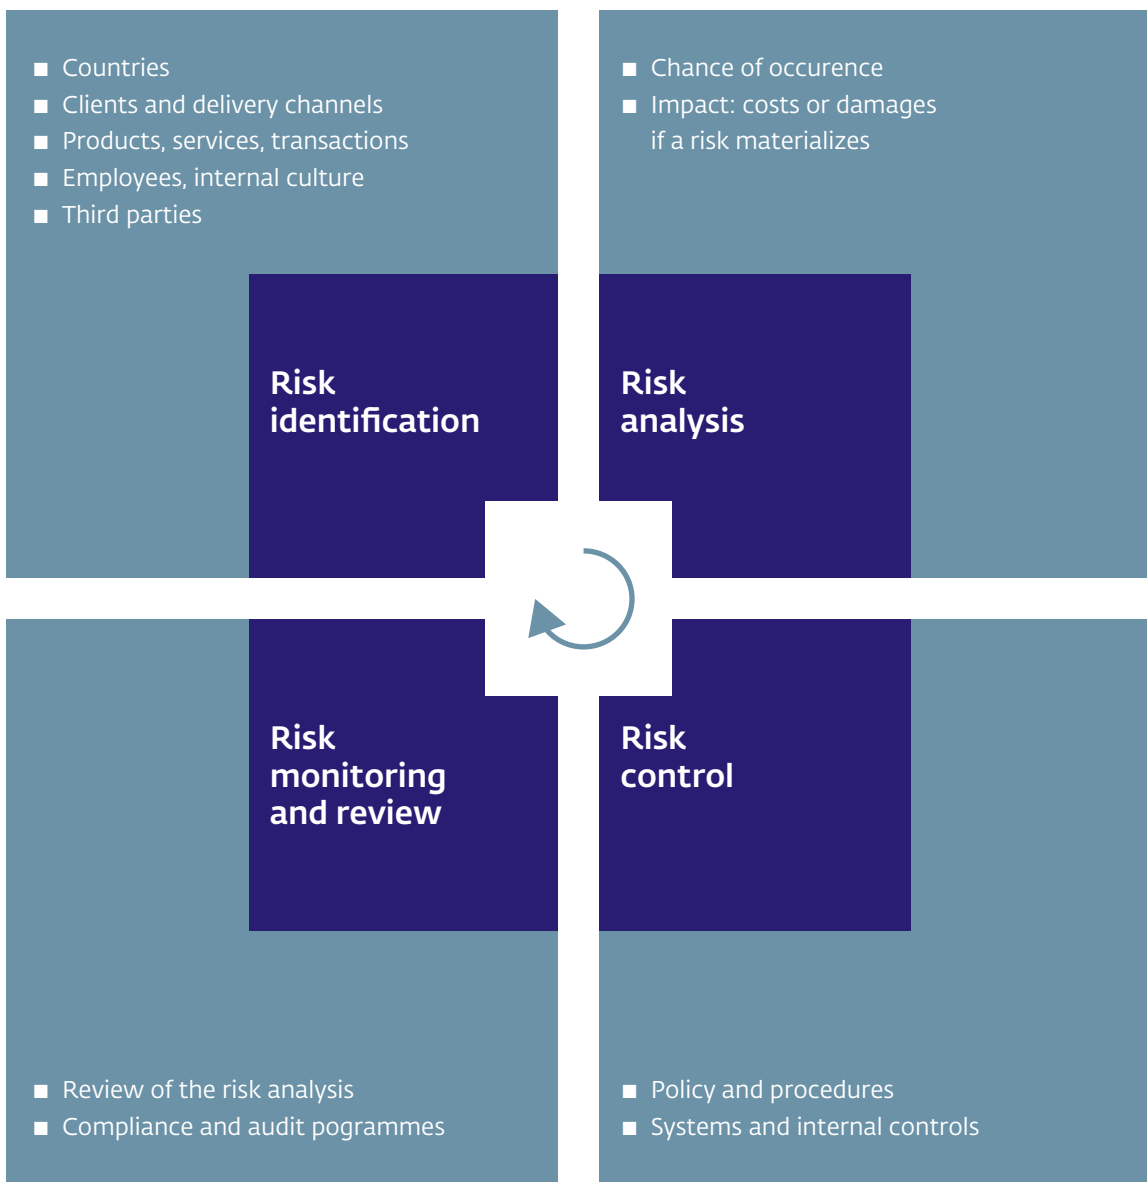 ■ Countries
■ Clients and delivery channels
■ Products, services, transactions
■ Employees, internal culture
■ Third parties
Risk
identification
■ Chance of occurence
■ Impact: costs or damages
if a risk materializes
Risk
analysis
Risk
monitoring
and review
■ Review of the risk analysis
■ Compliance and audit pogrammes
Risk
control
■ Policy and procedures
■ Systems and internal controls